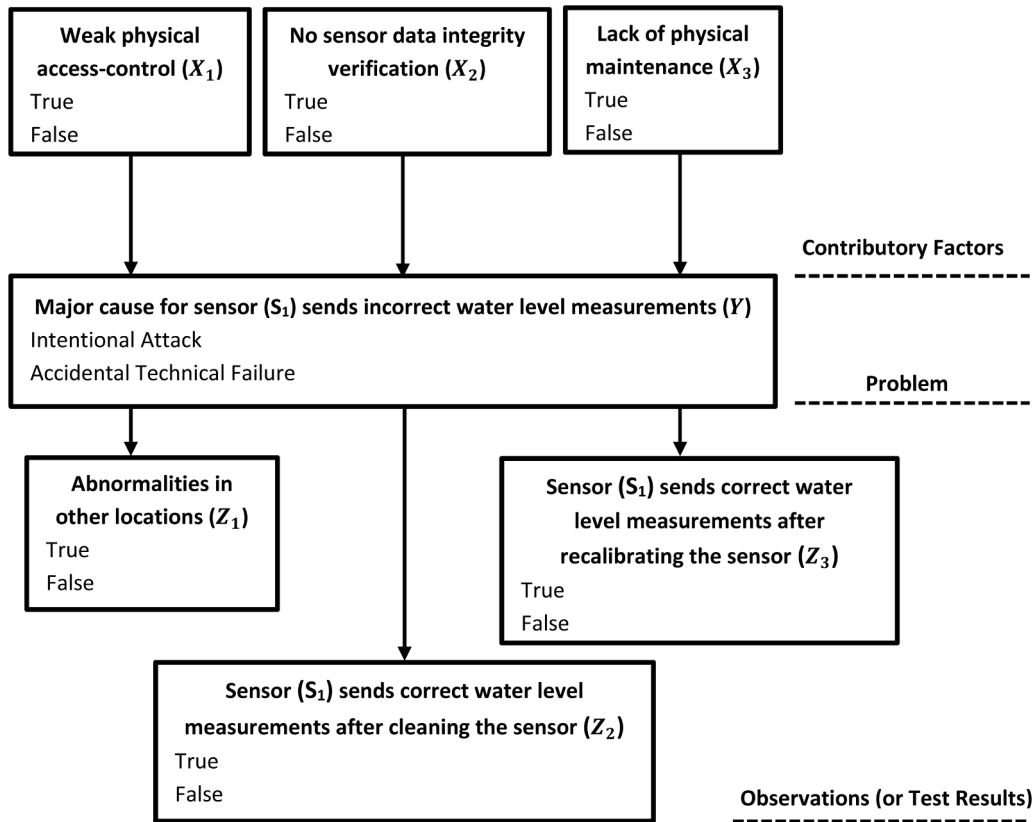 Weak physical
access-control (X₁)
True
False
No sensor data integrity
verification (X₂)
True
False
Lack of physical
maintenance (X₃)
True
False
Contributory Factors
Major cause for sensor (S₁) sends incorrect water level measurements (Y)
Intentional Attack
Accidental Technical Failure
Problem
Abnormalities in
other locations (Z₁)
True
False
Sensor (S₁) sends correct water
level measurements after
recalibrating the sensor (Z₃)
True
False
Sensor (S₁) sends correct water level
measurements after cleaning the sensor (Z₂)
True
False
Observations (or Test Results)